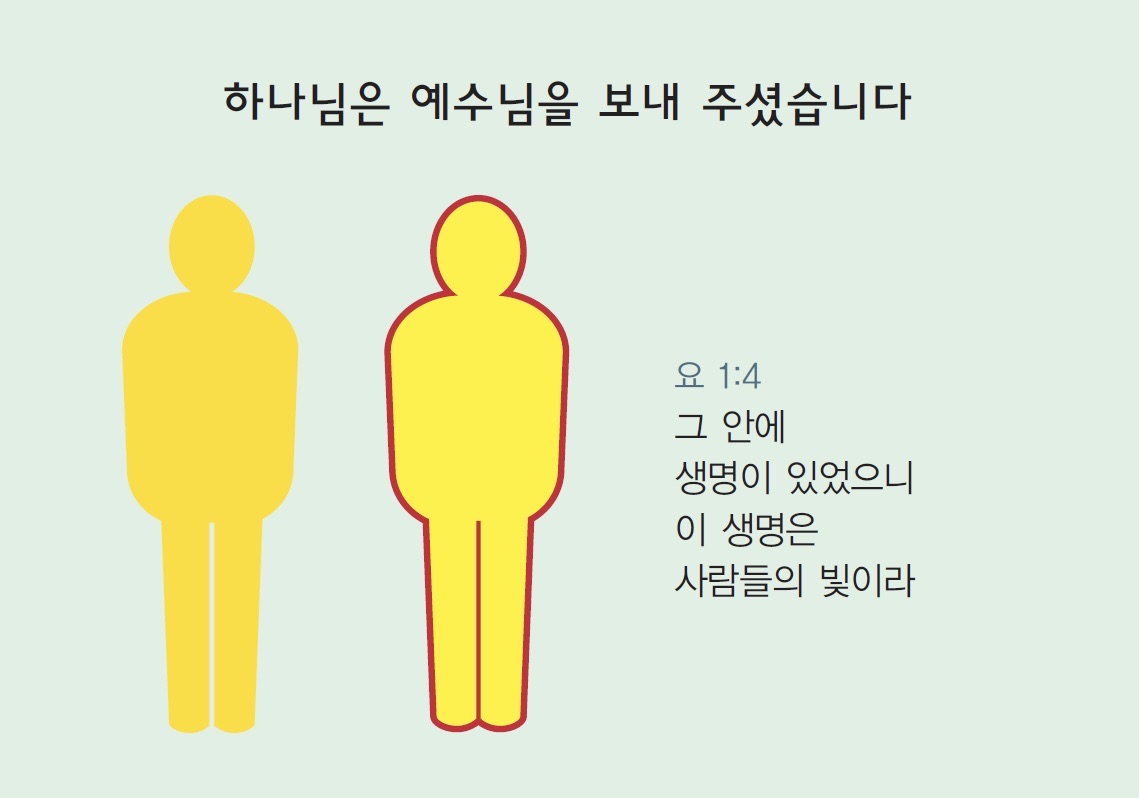 하나님은 예수님을 보내 주셨습니다
요 1:4
그 안에
생명이 있었으니
이 생명은
사람들의 빛이라